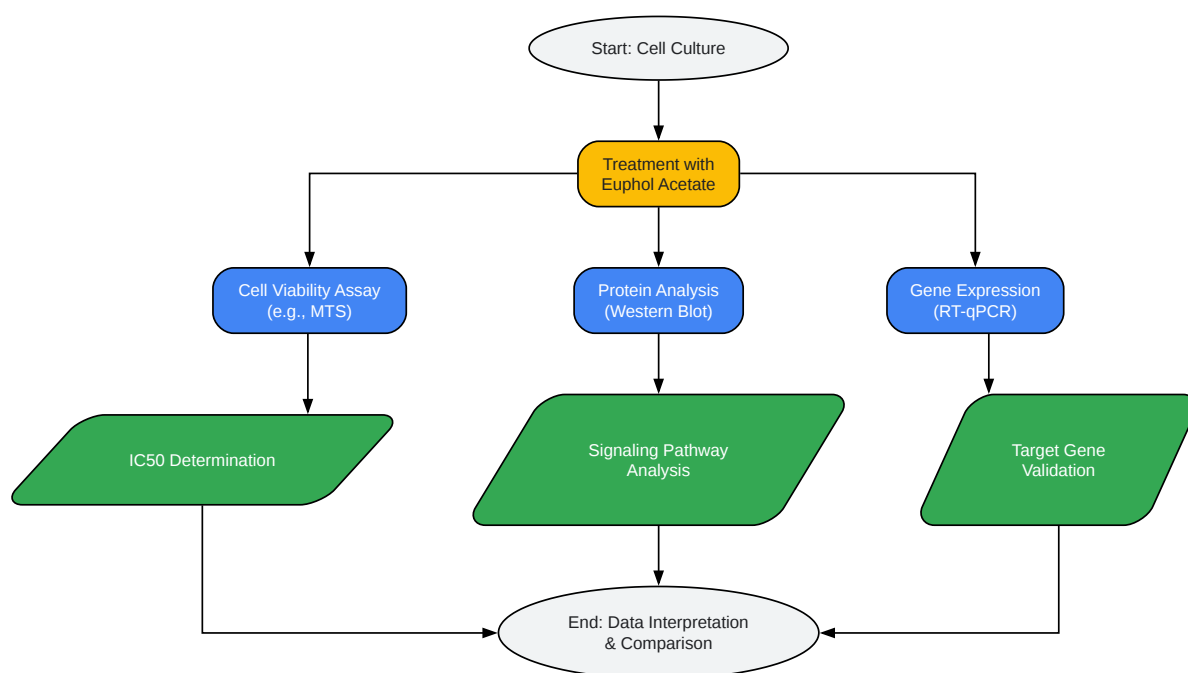 Start: Cell Culture
Treatment with
Euphol Acetate
Cell Viability Assay
(e.g., MTS)
Protein Analysis
(Western Blot)
Gene Expression
(RT-qPCR)
IC50 Determination
Signaling Pathway
Analysis
Target Gene
Validation
End: Data Interpretation
& Comparison